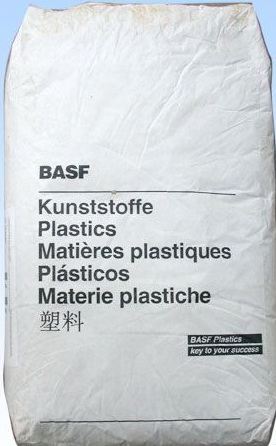 BASF
Kunststoffe
Plastics
Matières plastiques
Plásticos
Materie plastiche
塑料
BASF Plastics
key to your success